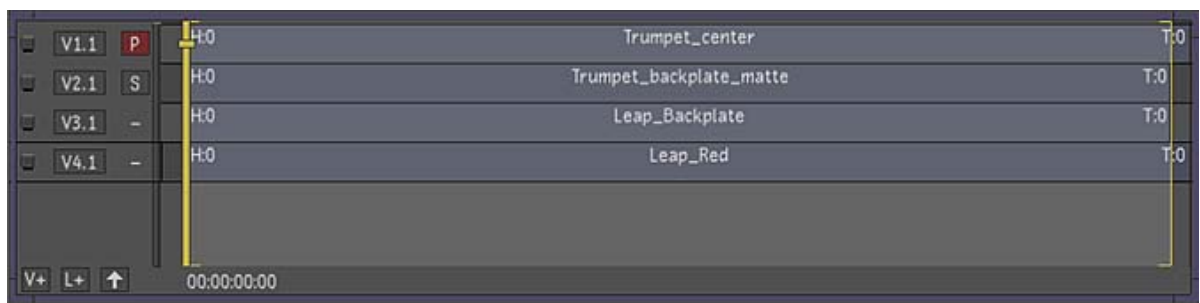 V1.1 P H:0 Trumpet_center T:0
V2.1 S H:0 Trumpet_backplate_matte T:0
V3.1 - H:0 Leap_Backplate T:0
V4.1 - H:0 Leap_Red T:0
V+ L+ 00:00:00:00